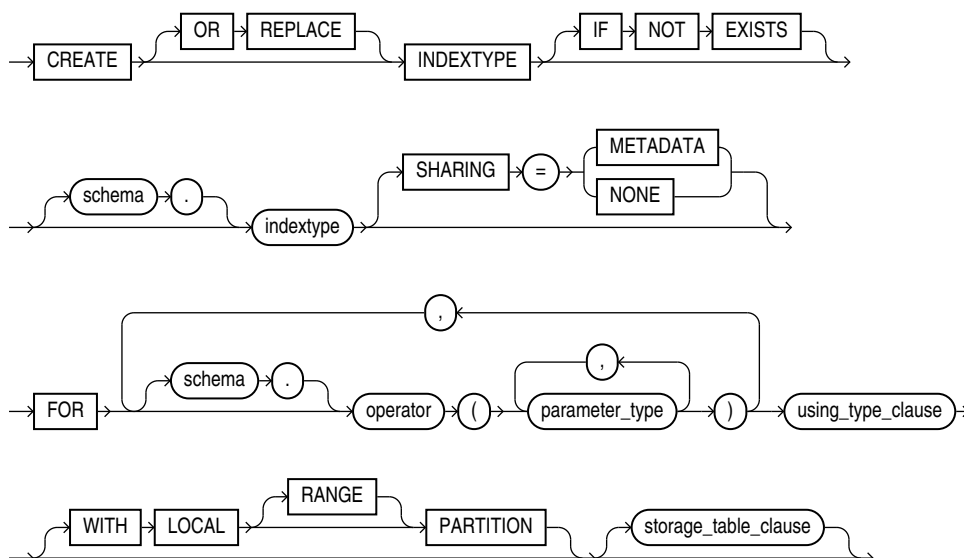 OR REPLACE IF NOT EXISTS
CREATE INDEXTYPE
METADATA
SHARING =
schema . NONE
indextype
,
schema . ,
FOR operator ( parameter_type ) using_type_clause
RANGE
WITH LOCAL PARTITION storage_table_clause